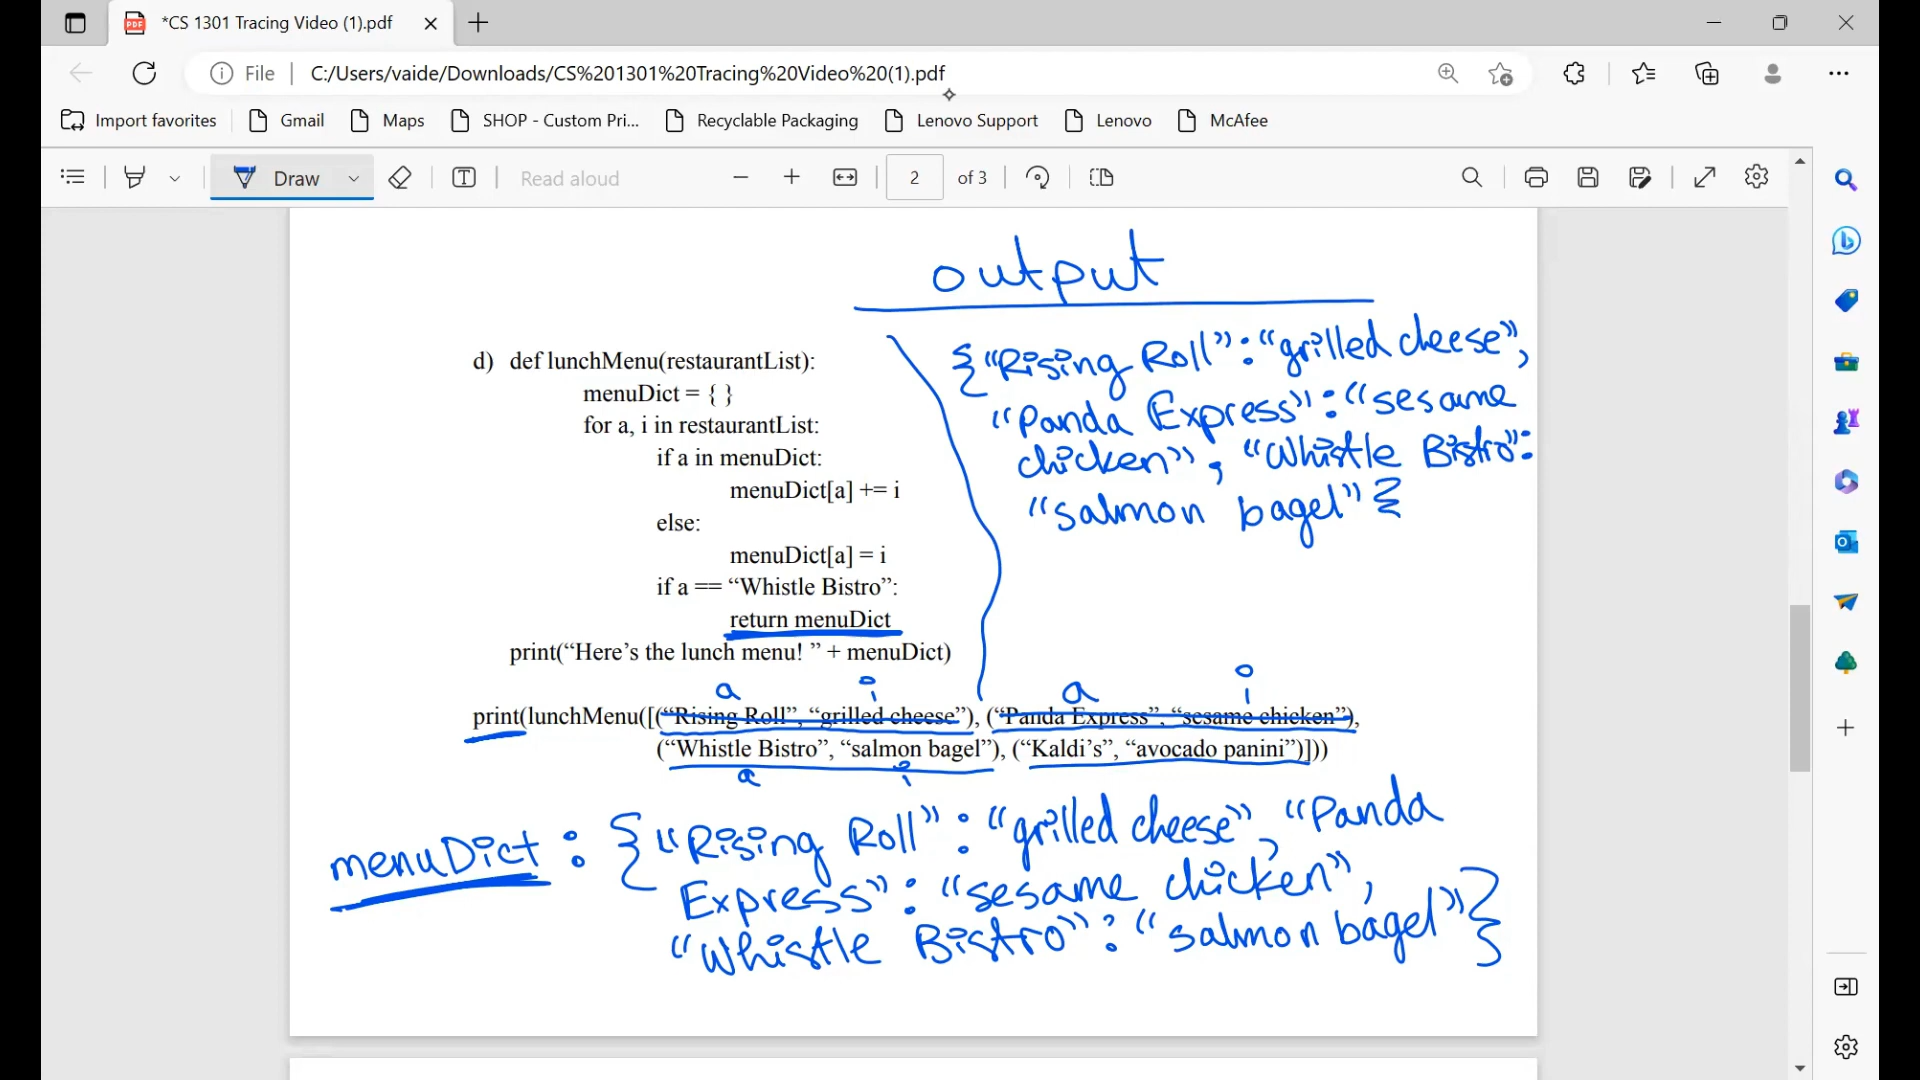 *CS 1301 Tracing Video (1).pdf
File | C:/Users/vaide/Downloads/CS%201301%20Tracing%20Video%20(1).pdf
Import favorites Gmail Maps SHOP - Custom Pri... Recyclable Packaging Lenovo Support Lenovo McAfee
Draw Read aloud 2 of 3
output
{"Rising Roll":"grilled cheese",
"Panda Express":"sesame
chicken", "Whistle Bistro":
"salmon bagel"}
d) def lunchMenu(restaurantList):
menuDict = { }
for a, i in restaurantList:
if a in menuDict:
menuDict[a] += i
else:
menuDict[a] = i
if a == “Whistle Bistro”:
return menuDict
print(“Here’s the lunch menu! ” + menuDict)
a i a i
print(lunchMenu([(“Rising Roll”, “grilled cheese”), (“Panda Express”, “sesame chicken”),
(“Whistle Bistro”, “salmon bagel”), (“Kaldi’s”, “avocado panini”)]))
a i
menuDict : {"Rising Roll":"grilled cheese", "Panda
Express":"sesame chicken",
"Whistle Bistro":"salmon bagel"}